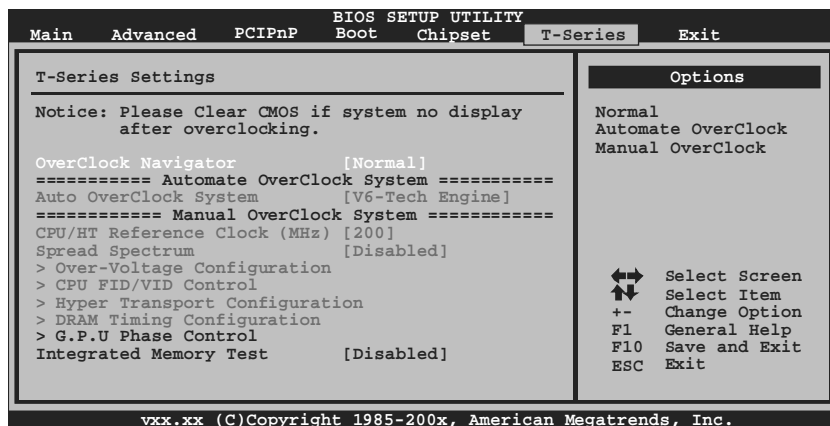 BIOS SETUP UTILITY
Main Advanced PCIPnP Boot Chipset T-Series Exit
T-Series Settings
Notice: Please Clear CMOS if system no display
after overclocking.
OverClock Navigator [Normal]
=========== Automate OverClock System ===========
Auto OverClock System [V6-Tech Engine]
============ Manual OverClock System ============
CPU/HT Reference Clock (MHz) [200]
Spread Spectrum [Disabled]
> Over-Voltage Configuration
> CPU FID/VID Control
> Hyper Transport Configuration
> DRAM Timing Configuration
> G.P.U Phase Control
Integrated Memory Test [Disabled]
Options
Normal
Automate OverClock
Manual OverClock
Select Screen
Select Item
+- Change Option
F1 General Help
F10 Save and Exit
ESC Exit
vxx.xx (C)Copyright 1985-200x, American Megatrends, Inc.